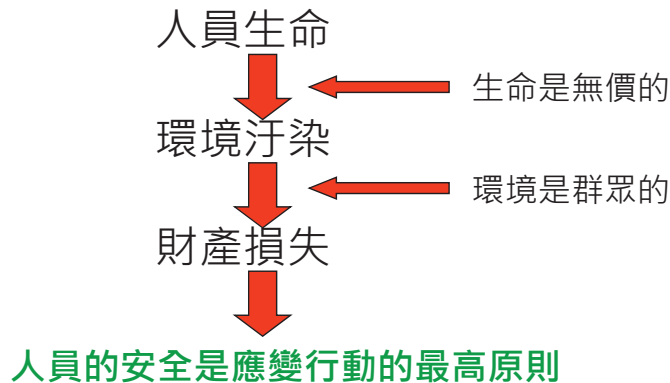 人員生命
生命是無價的
環境汙染
環境是群眾的
財產損失
人員的安全是應變行動的最高原則